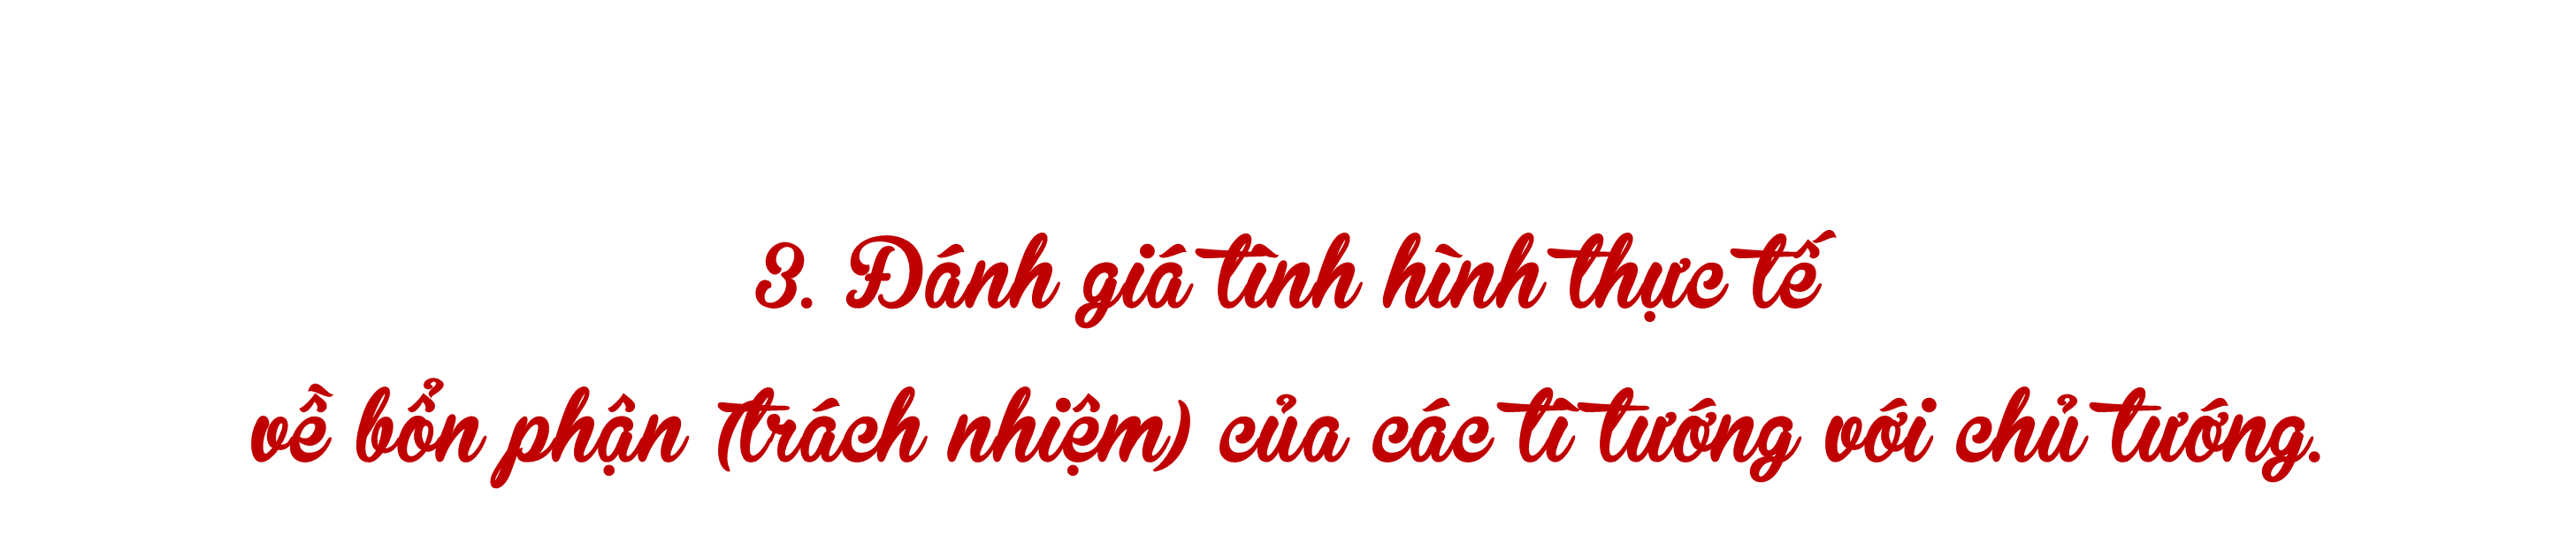 3. Đánh giá tình hình thực tế
về bổn phận (trách nhiệm) của các tì tướng với chủ tướng.